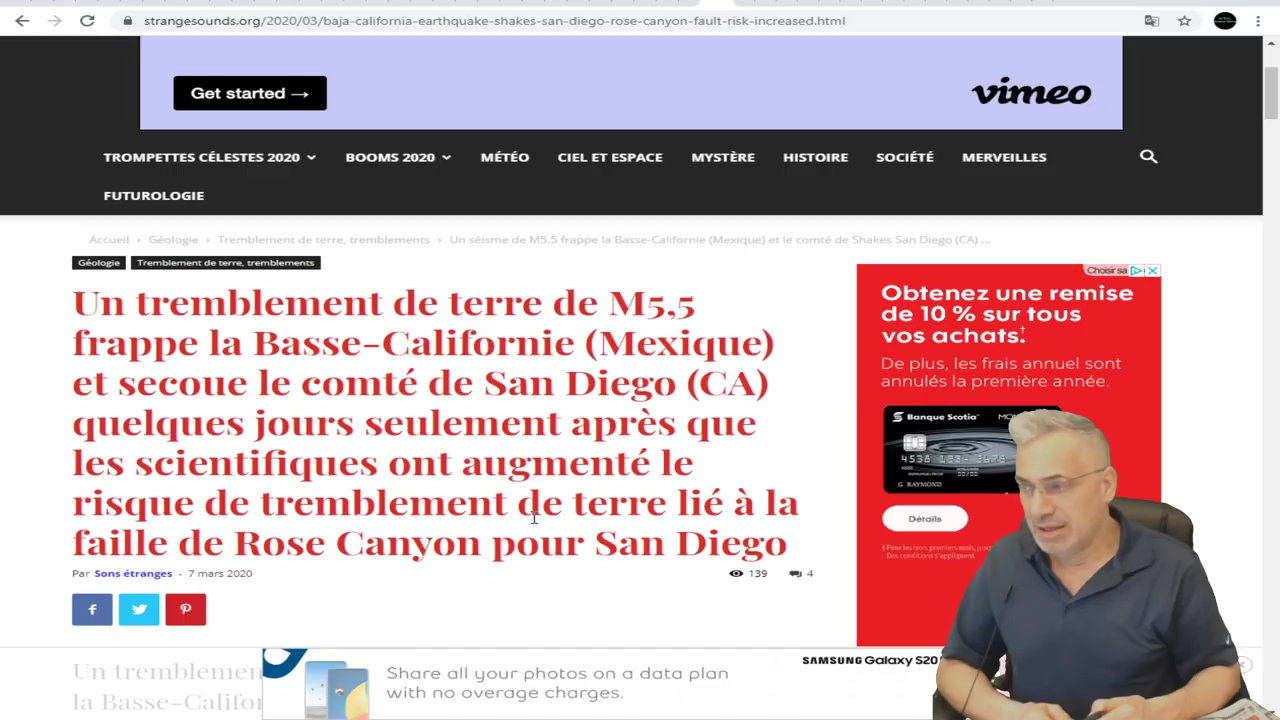 strangesounds.org/2020/03/baja-california-earthquake-shakes-san-diego-rose-canyon-fault-risk-increased.html
Get started →
vimeo
TROMPETTES CÉLESTES 2020
BOOMS 2020
MÉTÉO
CIEL ET ESPACE
MYSTÈRE
HISTOIRE
SOCIÉTÉ
MERVEILLES
FUTUROLOGIE
Accueil › Géologie › Tremblement de terre, tremblements › Un séisme de M5.5 frappe la Basse-Californie (Mexique) et le comté de Shakes San Diego (CA) ...
Géologie
Tremblement de terre, tremblements
Un tremblement de terre de M5,5
frappe la Basse-Californie (Mexique)
et secoue le comté de San Diego (CA)
quelques jours seulement après que
les scientifiques ont augmenté le
risque de tremblement de terre lié à la
faille de Rose Canyon pour San Diego
Par Sons étranges - 7 mars 2020
139
4
Choisir sa
Obtenez une remise
de 10 % sur tous
vos achats.†
De plus, les frais annuel sont
annulés la première année.
Banque Scotia
G RAYMOND
Détails
Un tremblemen
la Basse-Califor
Share all your photos on a data plan
with no overage charges.
SAMSUNG Galaxy S20